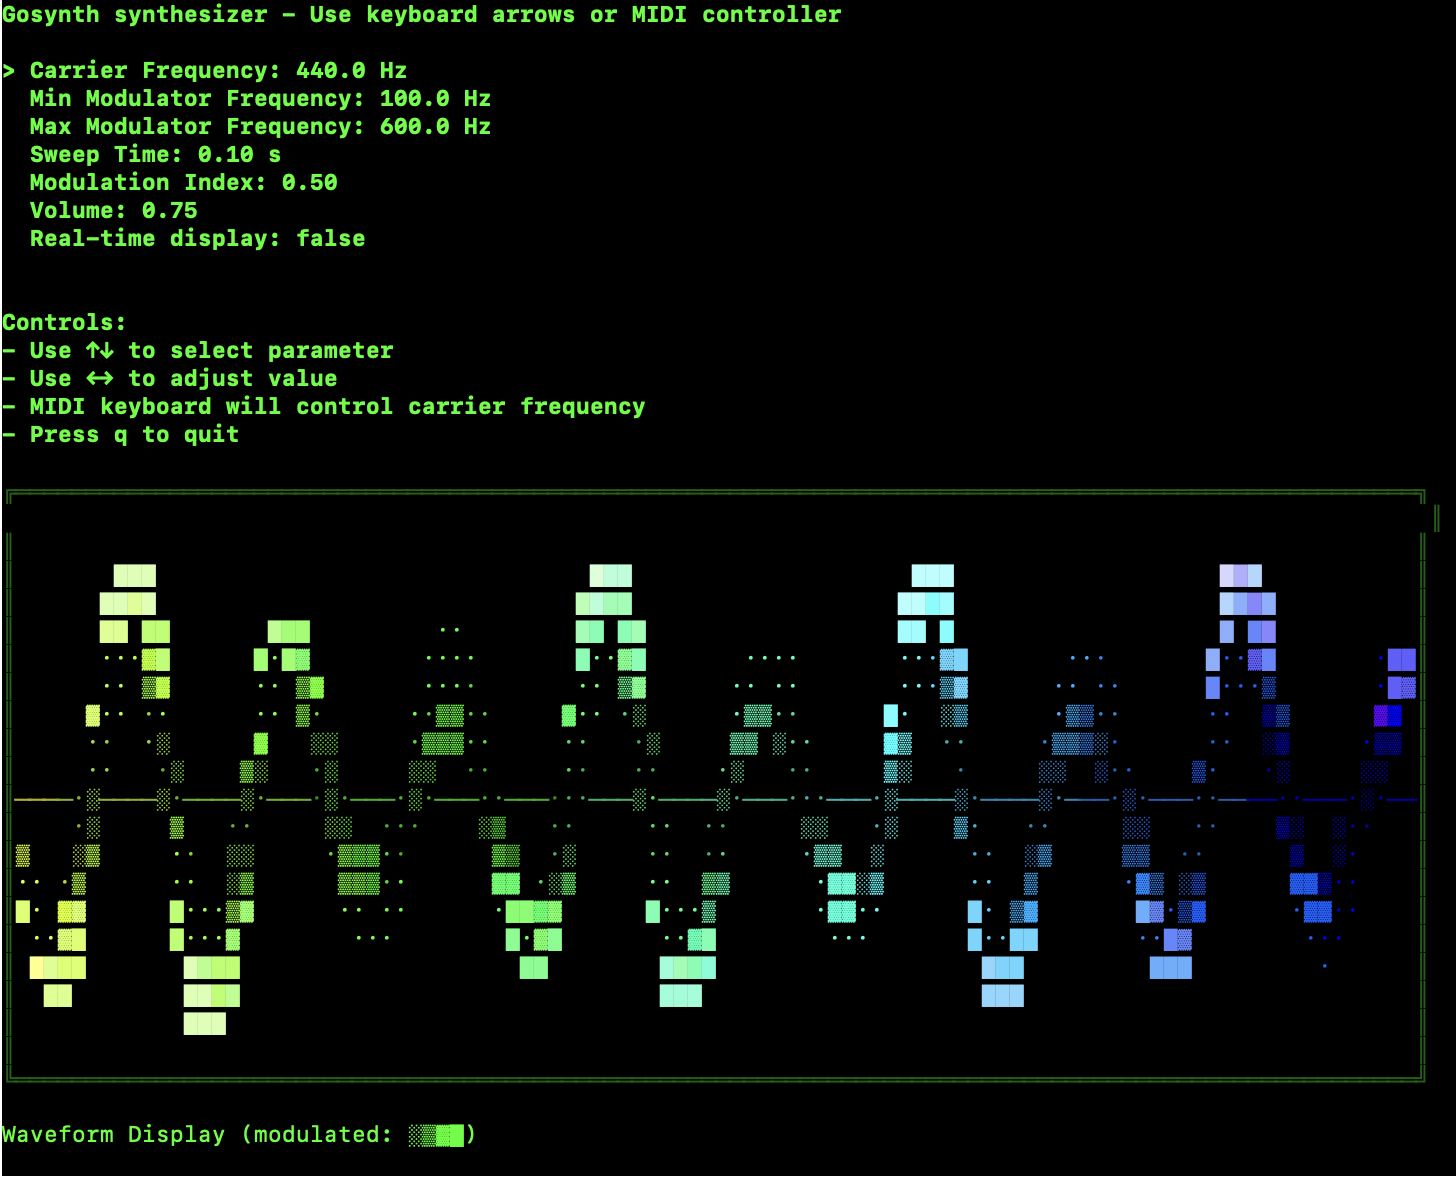 Gosynth synthesizer - Use keyboard arrows or MIDI controller
> Carrier Frequency: 440.0 Hz
Min Modulator Frequency: 100.0 Hz
Max Modulator Frequency: 600.0 Hz
Sweep Time: 0.10 s
Modulation Index: 0.50
Volume: 0.75
Real-time display: false
Controls:
- Use ↑↓ to select parameter
- Use ←→ to adjust value
- MIDI keyboard will control carrier frequency
- Press q to quit
Waveform Display (modulated: ░▒▓█)